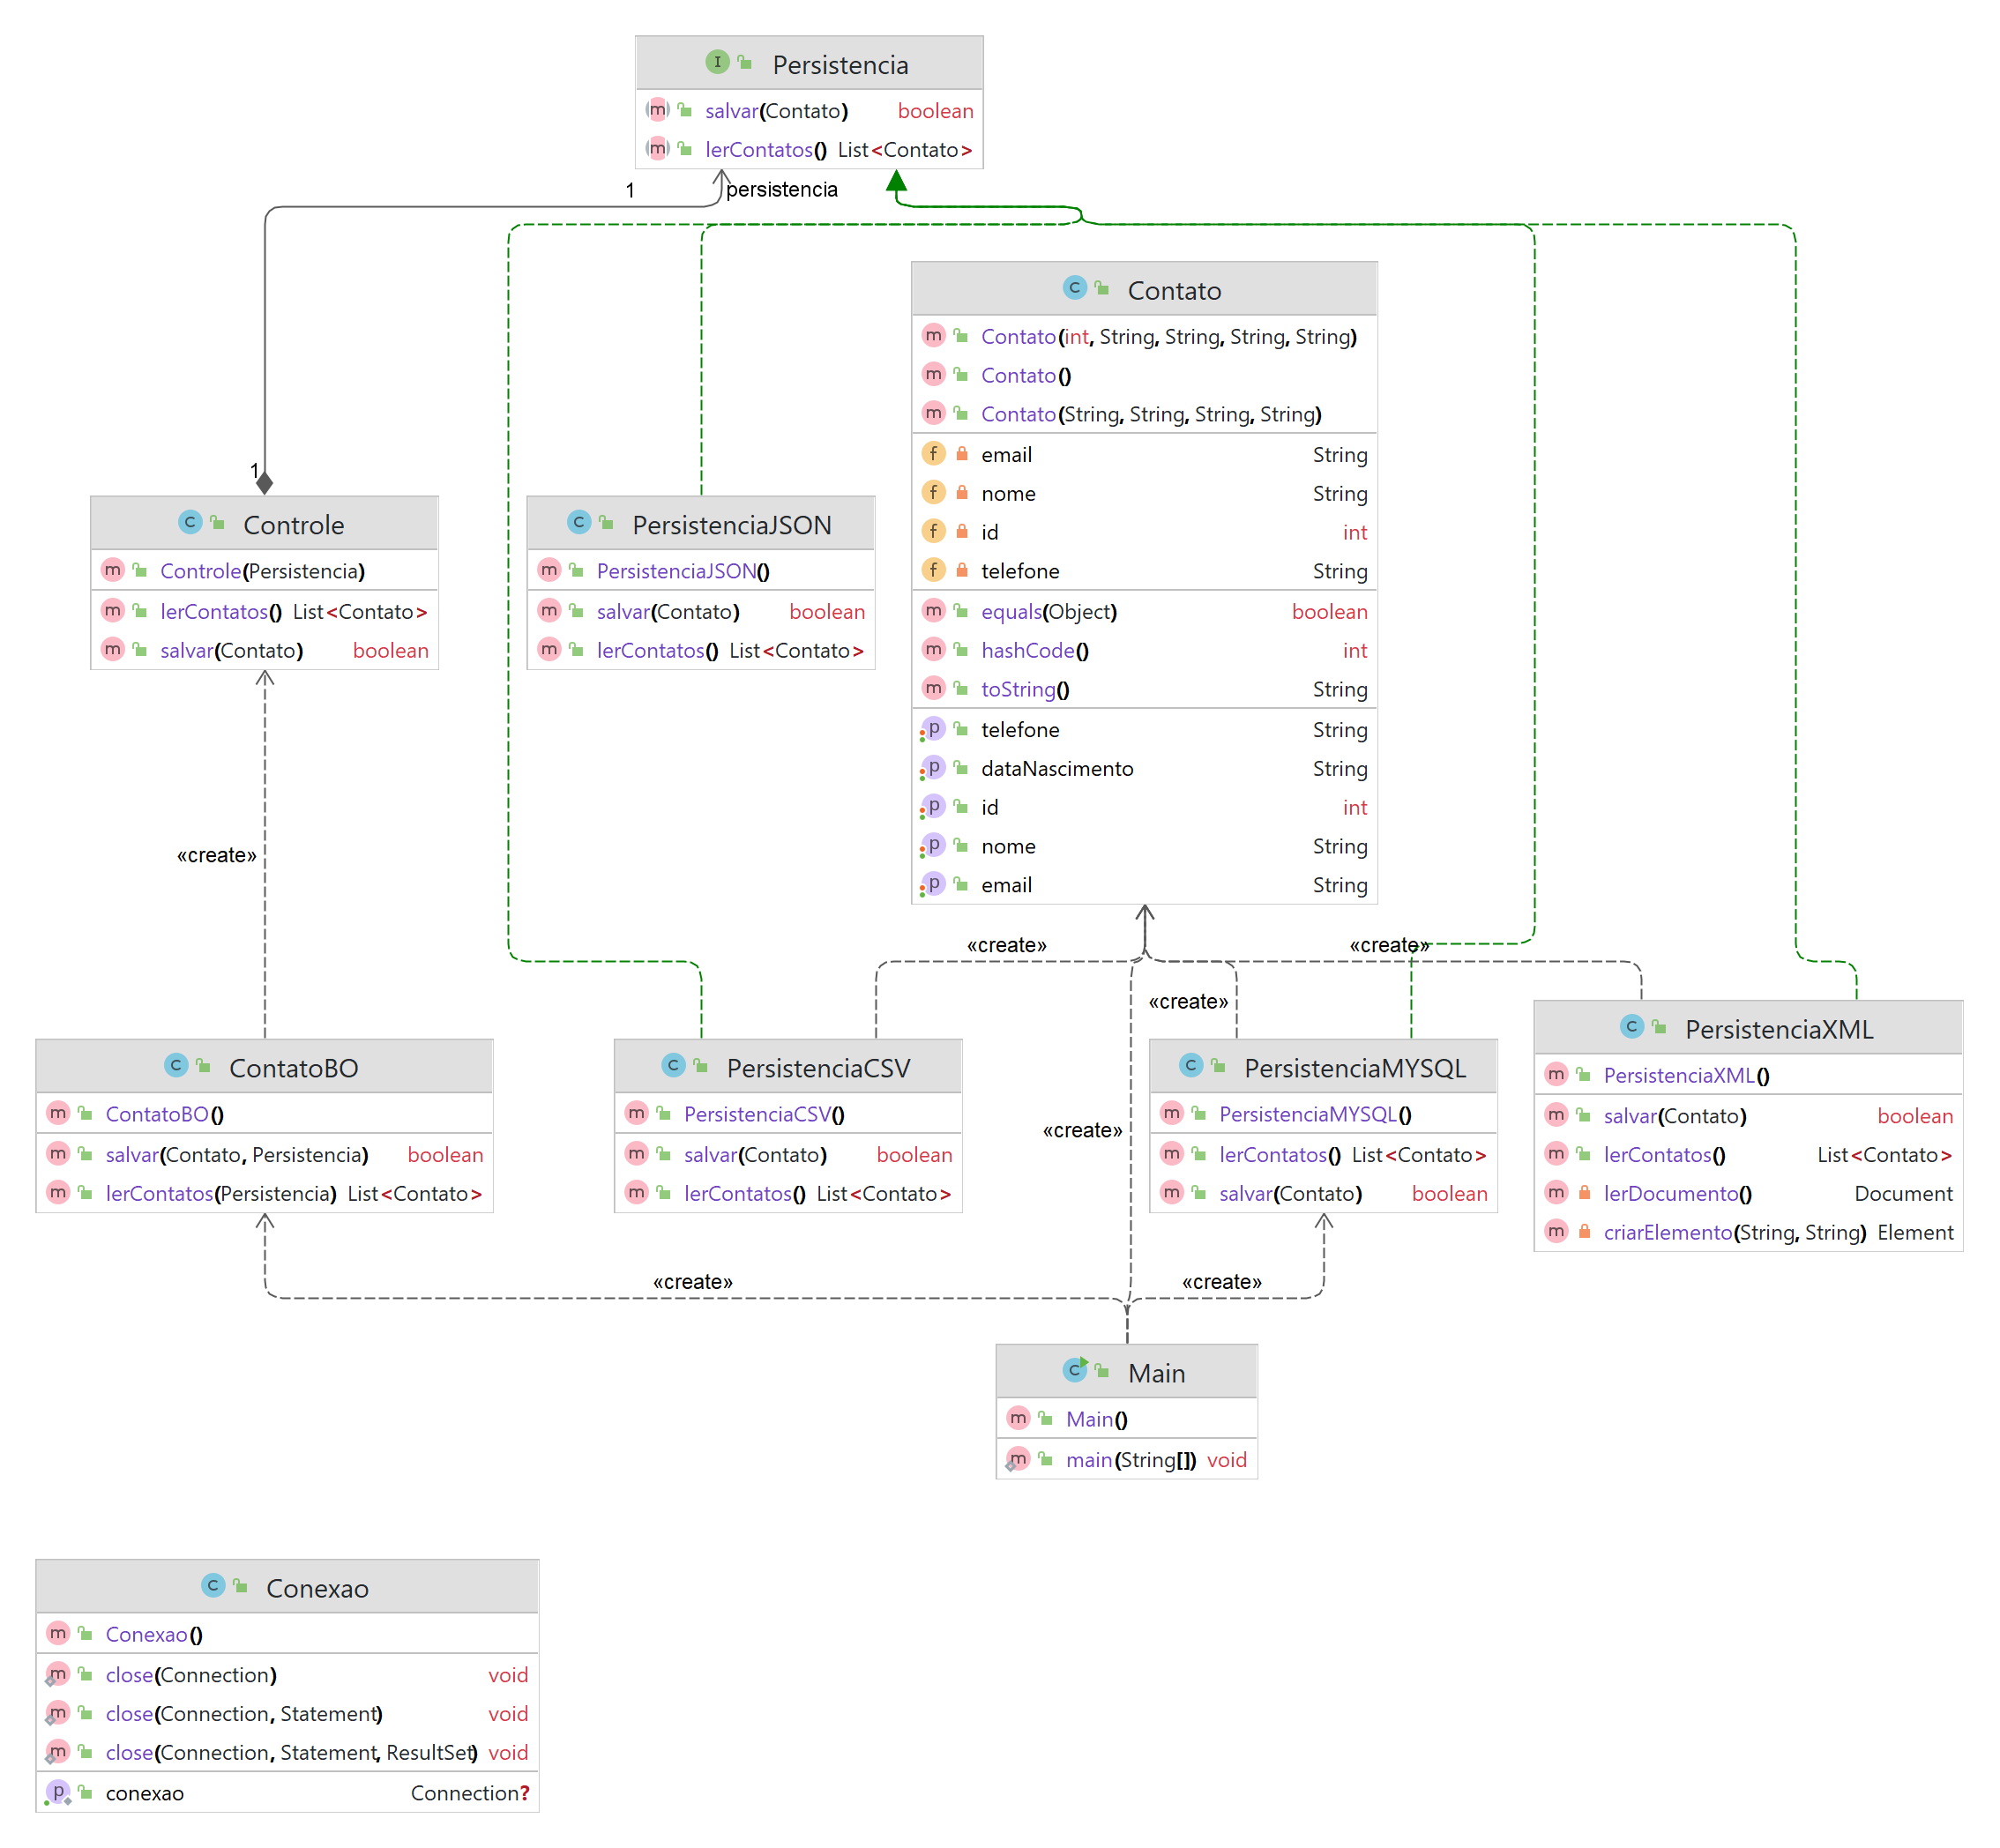 Persistencia
salvar(Contato) boolean
lerContatos() List<Contato>
1 persistencia
Contato
Contato(int, String, String, String, String)
Contato()
Contato(String, String, String, String)
email String
nome String
id int
telefone String
equals(Object) boolean
hashCode() int
toString() String
telefone String
dataNascimento String
id int
nome String
email String
1
Controle
Controle(Persistencia)
lerContatos() List<Contato>
salvar(Contato) boolean
PersistenciaJSON
PersistenciaJSON()
salvar(Contato) boolean
lerContatos() List<Contato>
«create»
«create»
«create»
«create»
ContatoBO
ContatoBO()
salvar(Contato, Persistencia) boolean
lerContatos(Persistencia) List<Contato>
PersistenciaCSV
PersistenciaCSV()
salvar(Contato) boolean
lerContatos() List<Contato>
«create»
PersistenciaMYSQL
PersistenciaMYSQL()
lerContatos() List<Contato>
salvar(Contato) boolean
PersistenciaXML
PersistenciaXML()
salvar(Contato) boolean
lerContatos() List<Contato>
lerDocumento() Document
criarElemento(String, String) Element
«create»
«create»
Main
Main()
main(String[]) void
Conexao
Conexao()
close(Connection) void
close(Connection, Statement) void
close(Connection, Statement, ResultSet) void
conexao Connection?